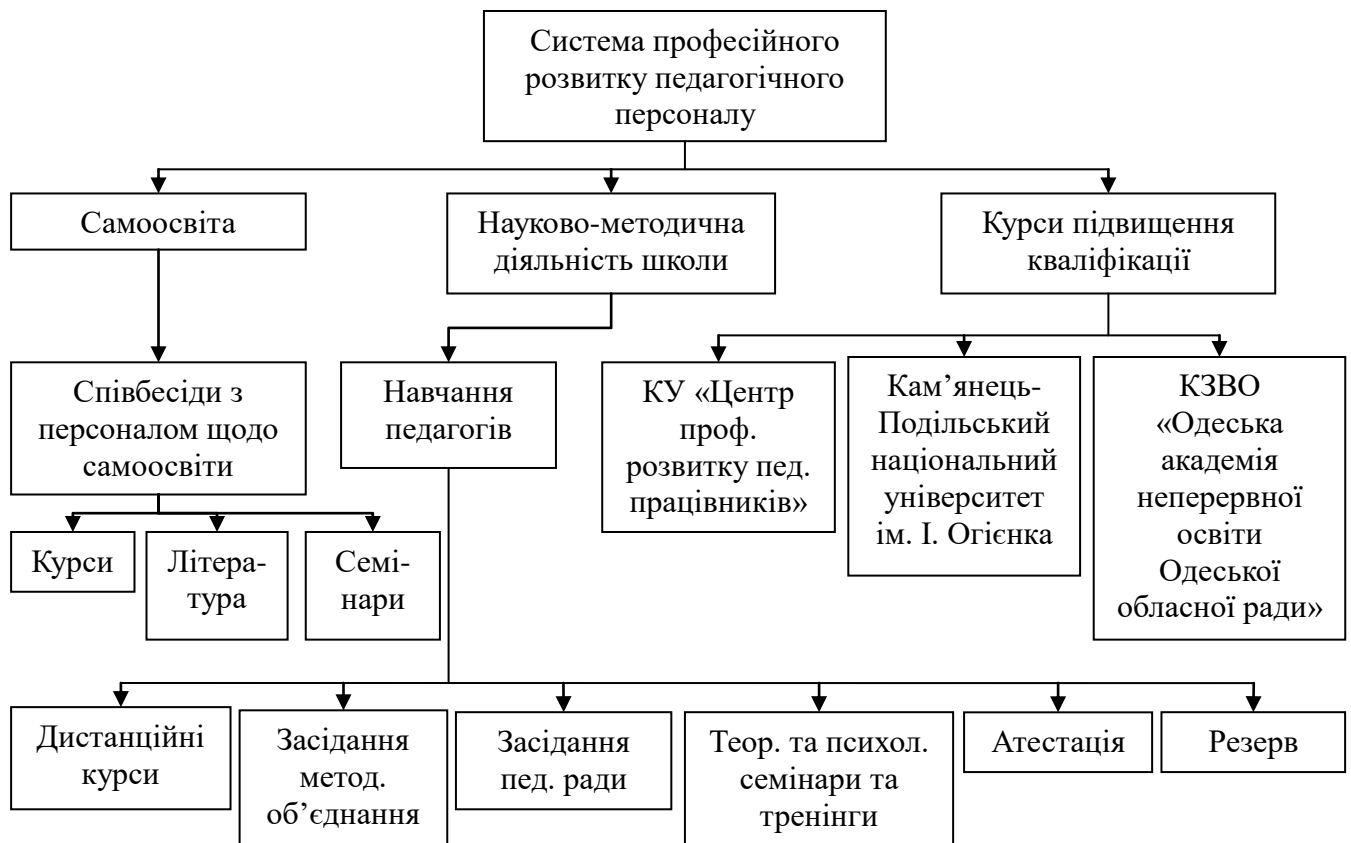 Система професійного
розвитку педагогічного
персоналу
Самоосвіта
Науково-методична
діяльність школи
Курси підвищення
кваліфікації
Співбесіди з
персоналом щодо
самоосвіти
Навчання
педагогів
КУ «Центр
проф.
розвитку пед.
працівників»
Кам’янець-
Подільський
національний
університет
ім. І. Огієнка
КЗВО
«Одеська
академія
неперервної
освіти
Одеської
обласної ради»
Курси
Літера-
тура
Семі-
нари
Дистанційні
курси
Засідання
метод.
об’єднання
Засідання
пед. ради
Теор. та психол.
семінари та
тренінги
Атестація
Резерв